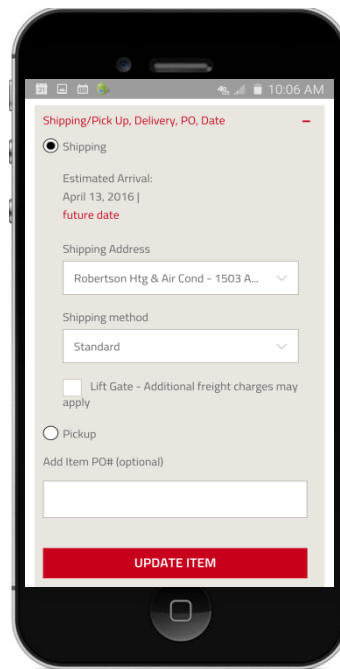 31 10:06 AM
Shipping/Pick Up, Delivery, PO, Date −
Shipping
Estimated Arrival:
April 13, 2016 |
future date
Shipping Address
Robertson Htg & Air Cond - 1503 A...
Shipping method
Standard
Lift Gate - Additional freight charges may
apply
Pickup
Add Item PO# (optional)
UPDATE ITEM